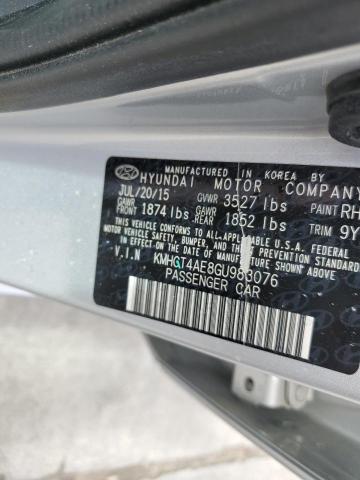 MANUFACTURED IN KOREA BY
HYUNDAI MOTOR COMPANY
JUL/20/15 GVWR 3527 lbs PAINT RH
GAWR FRONT 1874 lbs GAWR REAR 1852 lbs TRIM 9Y
THIS VEHICLE CONFORMS TO ALL APPLICABLE U.S.A. FEDERAL
MOTOR VEHICLE SAFETY, BUMPER, AND THEFT PREVENTION
STANDARDS IN EFFECT ON THE DATE OF MANUFACTURE SHOWN ABOVE.
V.I.N KMHCT4AE8GU983076
PASSENGER CAR